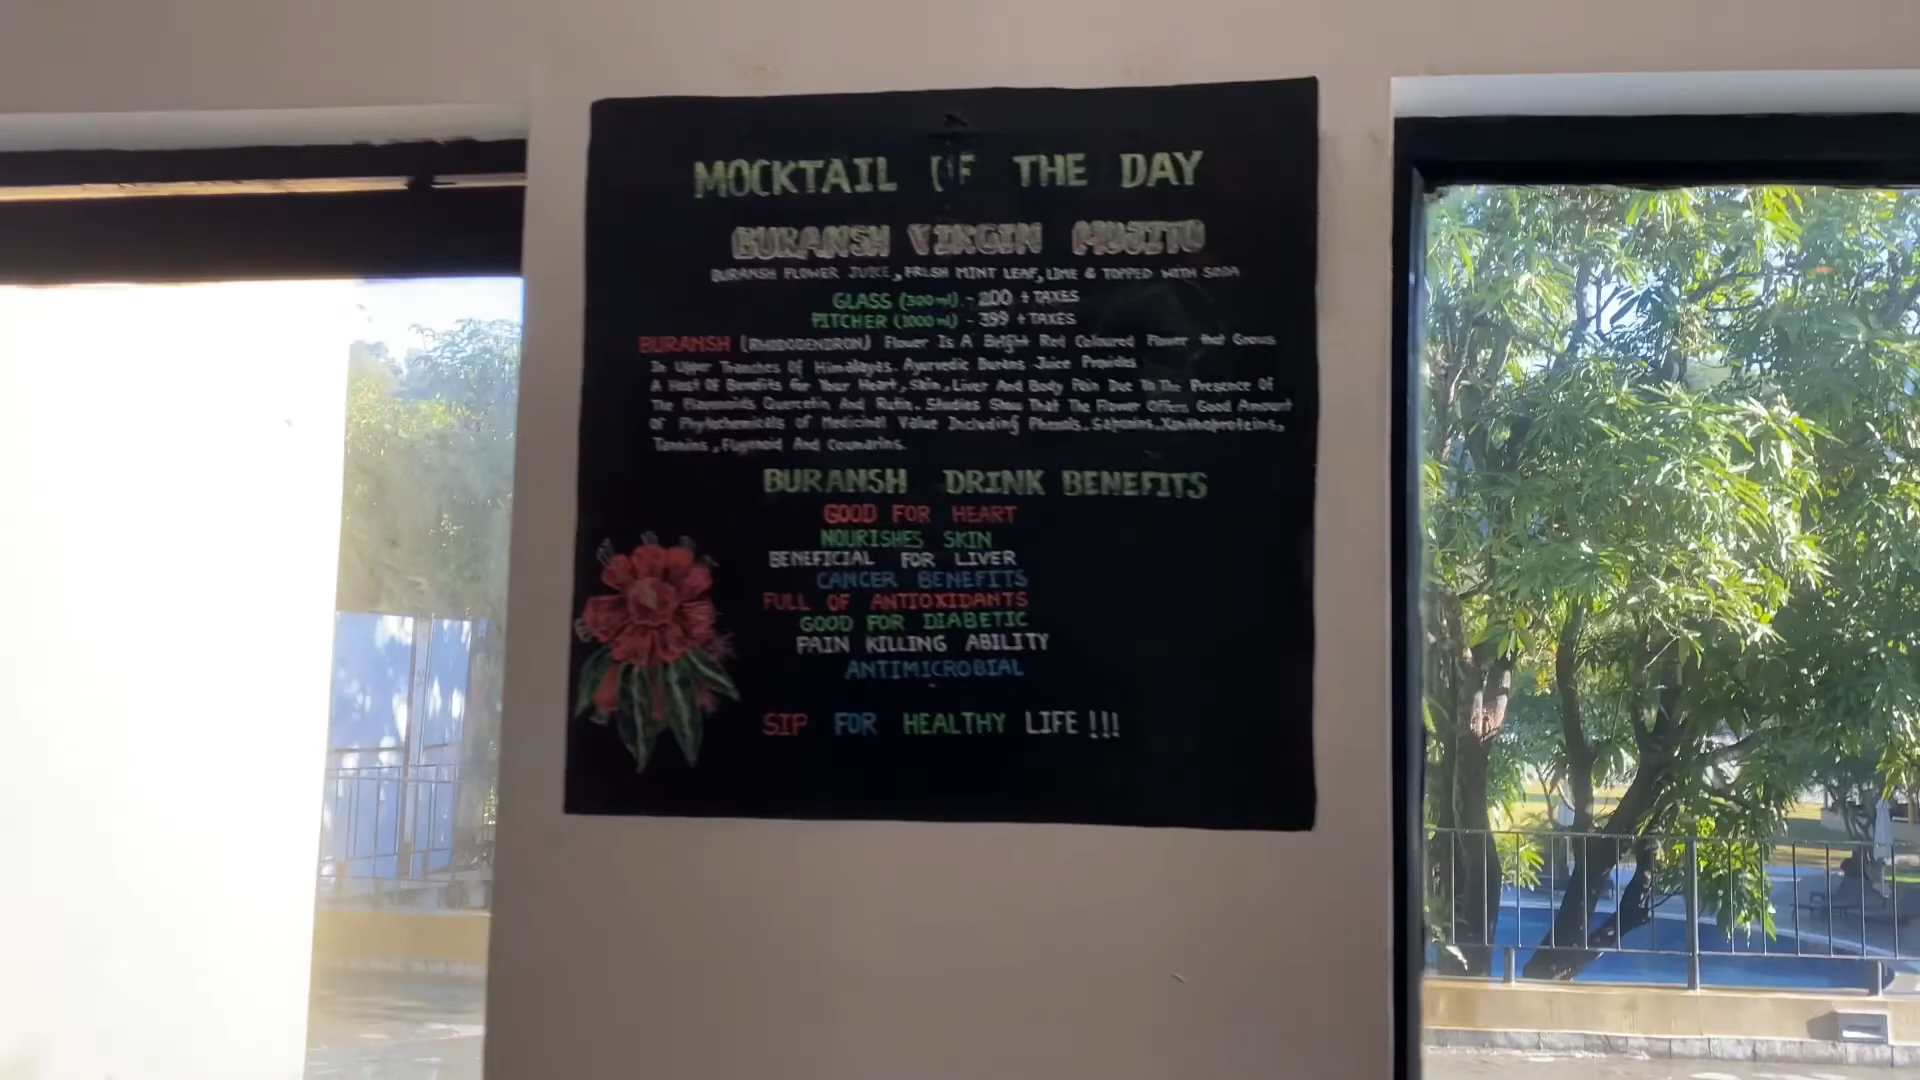 MOCKTAIL OF THE DAY
BURANSH VIRGIN MOJITO
BURANSH FLOWER JUICE, FRESH MINT LEAF, LIME & TOPPED WITH SODA
GLASS (300 ml) - 200 + TAXES
PITCHER (1000 ml) - 399 + TAXES
BURANSH (RHODODENDRON) Flower Is A Bright Red Coloured Flower that Grows
In Upper Tranches Of Himalayas. Ayurvedic Burans Juice Provides
A Host Of Benefits for Your Heart, Skin, Liver And Body Pain Due To The Presence Of
The Flavonoids Quercetin And Rutin. Studies Show That The Flower Offers Good Amount
Of Phytochemicals of Medicinal Value Including Phenols. Saponins. Xanthoproteins,
Tannins, And Coumarins.
BURANSH DRINK BENEFITS
GOOD FOR HEART
NOURISHES SKIN
BENEFICIAL FOR LIVER
CANCER BENEFITS
FULL OF ANTIOXIDANTS
GOOD FOR DIABETIC
PAIN KILLING ABILITY
ANTIMICROBIAL
SIP FOR HEALTHY LIFE !!!